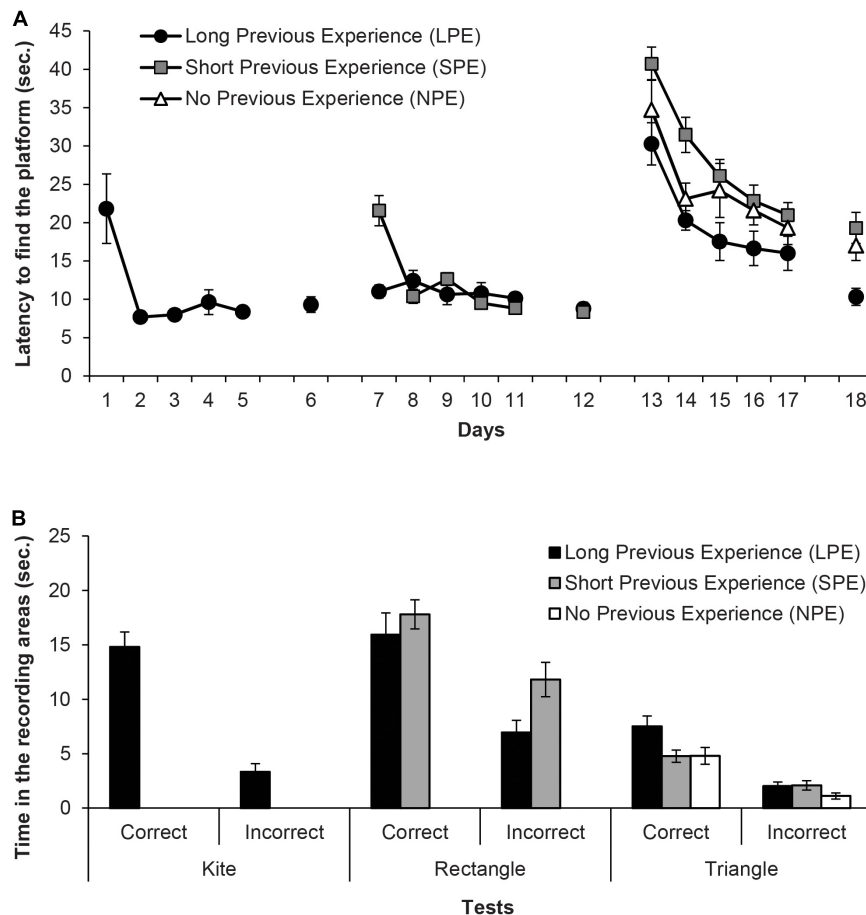 A
Latency to find the platform (sec.)
45
40
35
30
25
20
15
10
5
0
Long Previous Experience (LPE)
Short Previous Experience (SPE)
No Previous Experience (NPE)
1 2 3 4 5 6 7 8 9 10 11 12 13 14 15 16 17 18
Days
B
Time in the recording areas (sec.)
25
20
15
10
5
0
Long Previous Experience (LPE)
Short Previous Experience (SPE)
No Previous Experience (NPE)
Correct Incorrect Correct Incorrect Correct Incorrect
Kite Rectangle Triangle
Tests